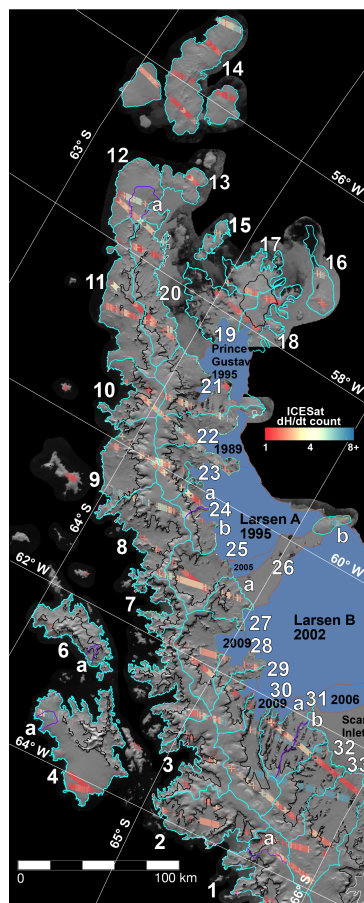 14
63° S
12
13
56° W
a
15
17
16
11
20
19
18
Prince
Gustav
1995
58° W
21
10
ICESat
dH/dt count
1 4 8+
22
1989
9
23
64° S
a
24
Larsen A
1995
60° W
b
8
25
b
62° W
2005
26
a
7
27
Larsen B
2002
6
2009
28
a
29
30
31
2006
a
2009
a
b
Scar
Inlet
64° W
32
4
3
33
65° S
2
a
66° S
1
0 100 km